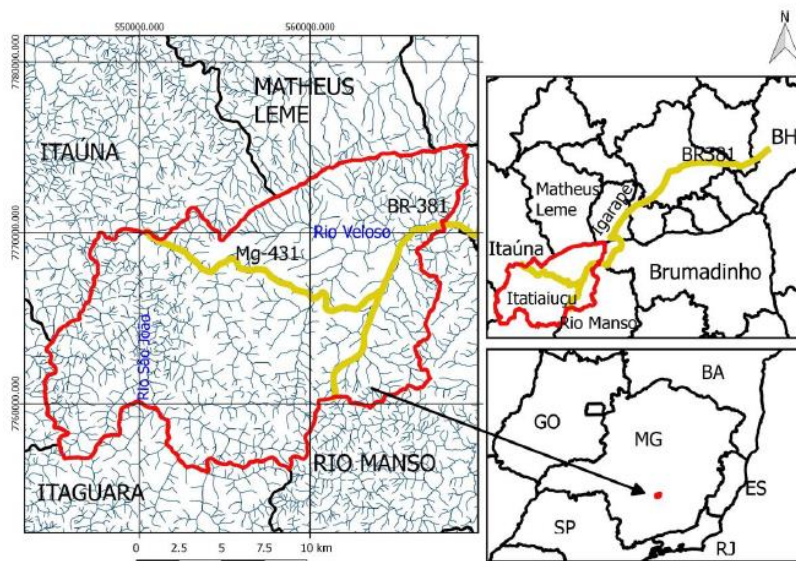 550000.000
560000.000
7780000.000
7770000.000
7760000.000
MATHEUS
LEME
ITAÚNA
BR-381
Rio Veloso
Mg-431
Rio São João
RIO MANSO
ITAGUARA
0
2.5
5
7.5
10 km
N
BR381
BH
Matheus
Leme
Igarapé
Itaúna
Itatiaiuçu
Brumadinho
Rio Manso
BA
GO
MG
ES
SP
RJ